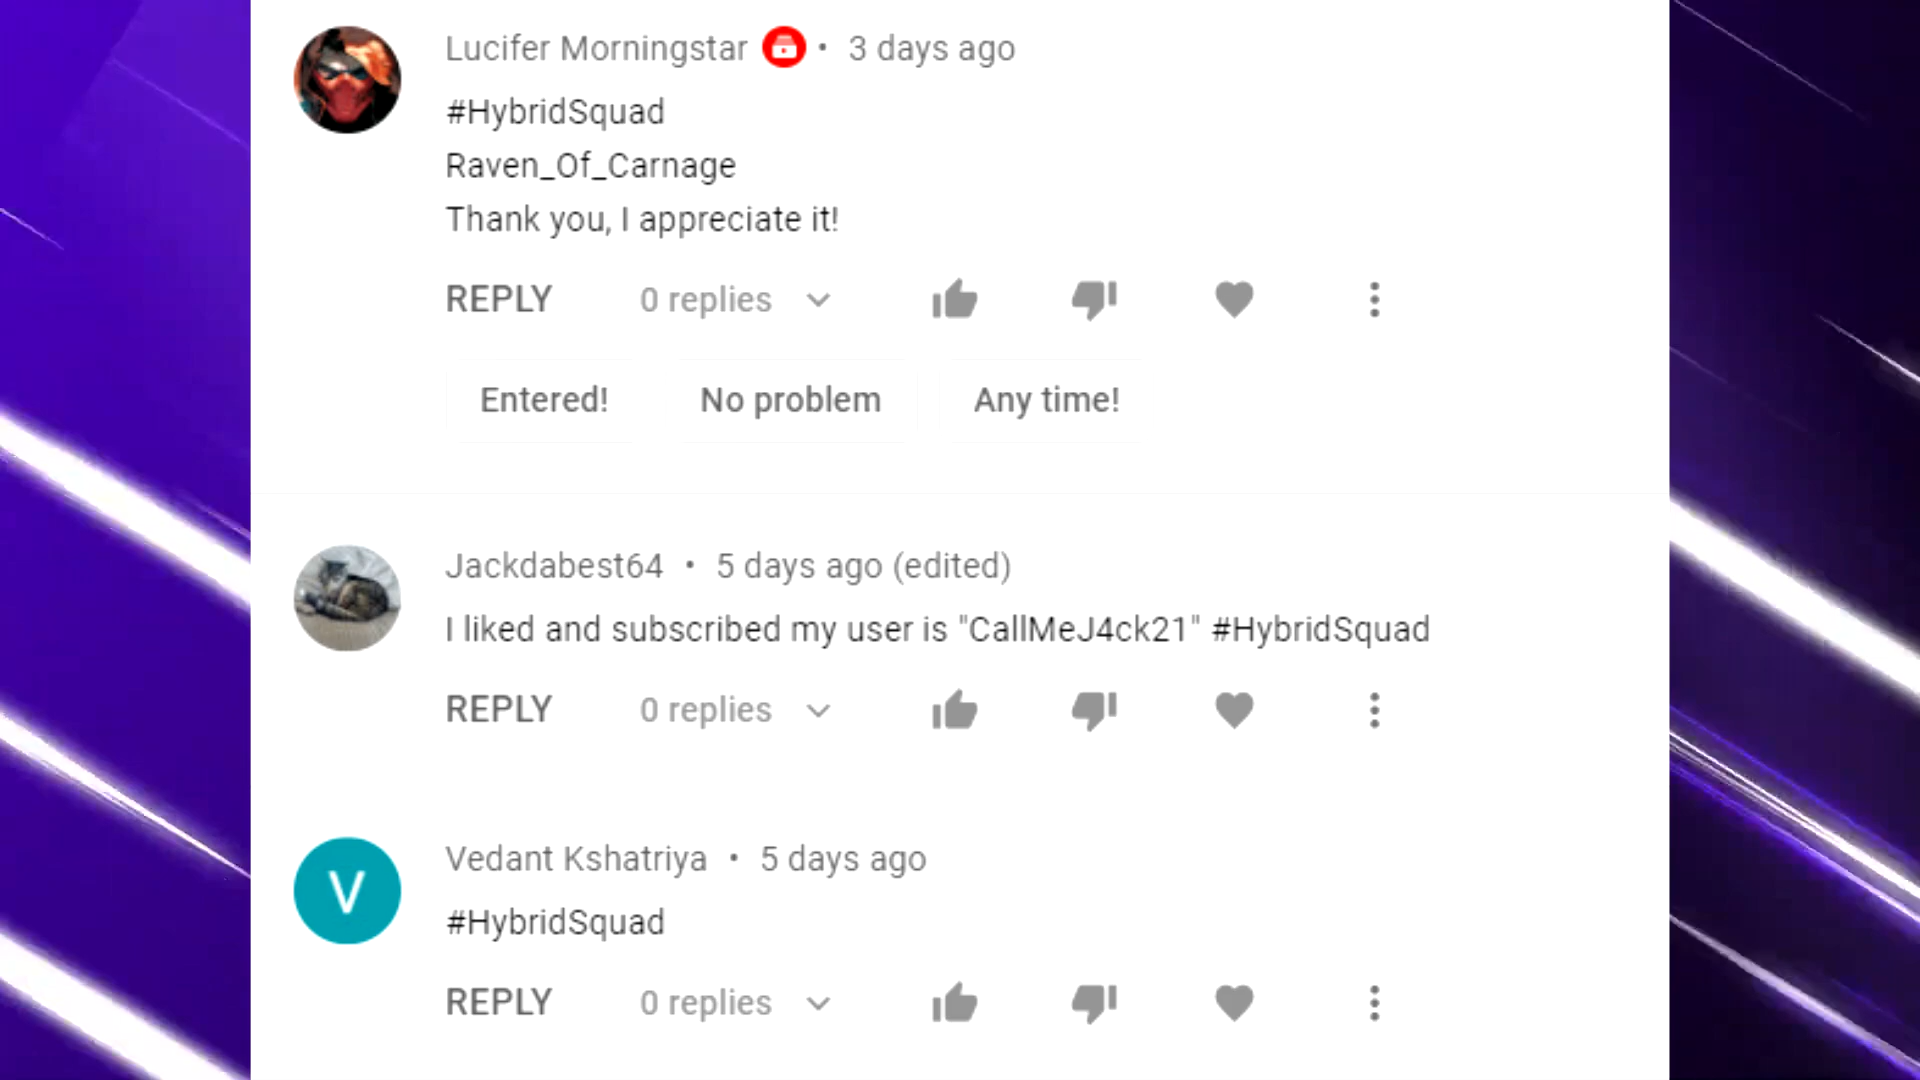 Lucifer Morningstar • 3 days ago
#HybridSquad
Raven_Of_Carnage
Thank you, I appreciate it!
REPLY 0 replies
Entered! No problem Any time!
Jackdabest64 • 5 days ago (edited)
I liked and subscribed my user is "CallMeJ4ck21" #HybridSquad
REPLY 0 replies
V
Vedant Kshatriya • 5 days ago
#HybridSquad
REPLY 0 replies